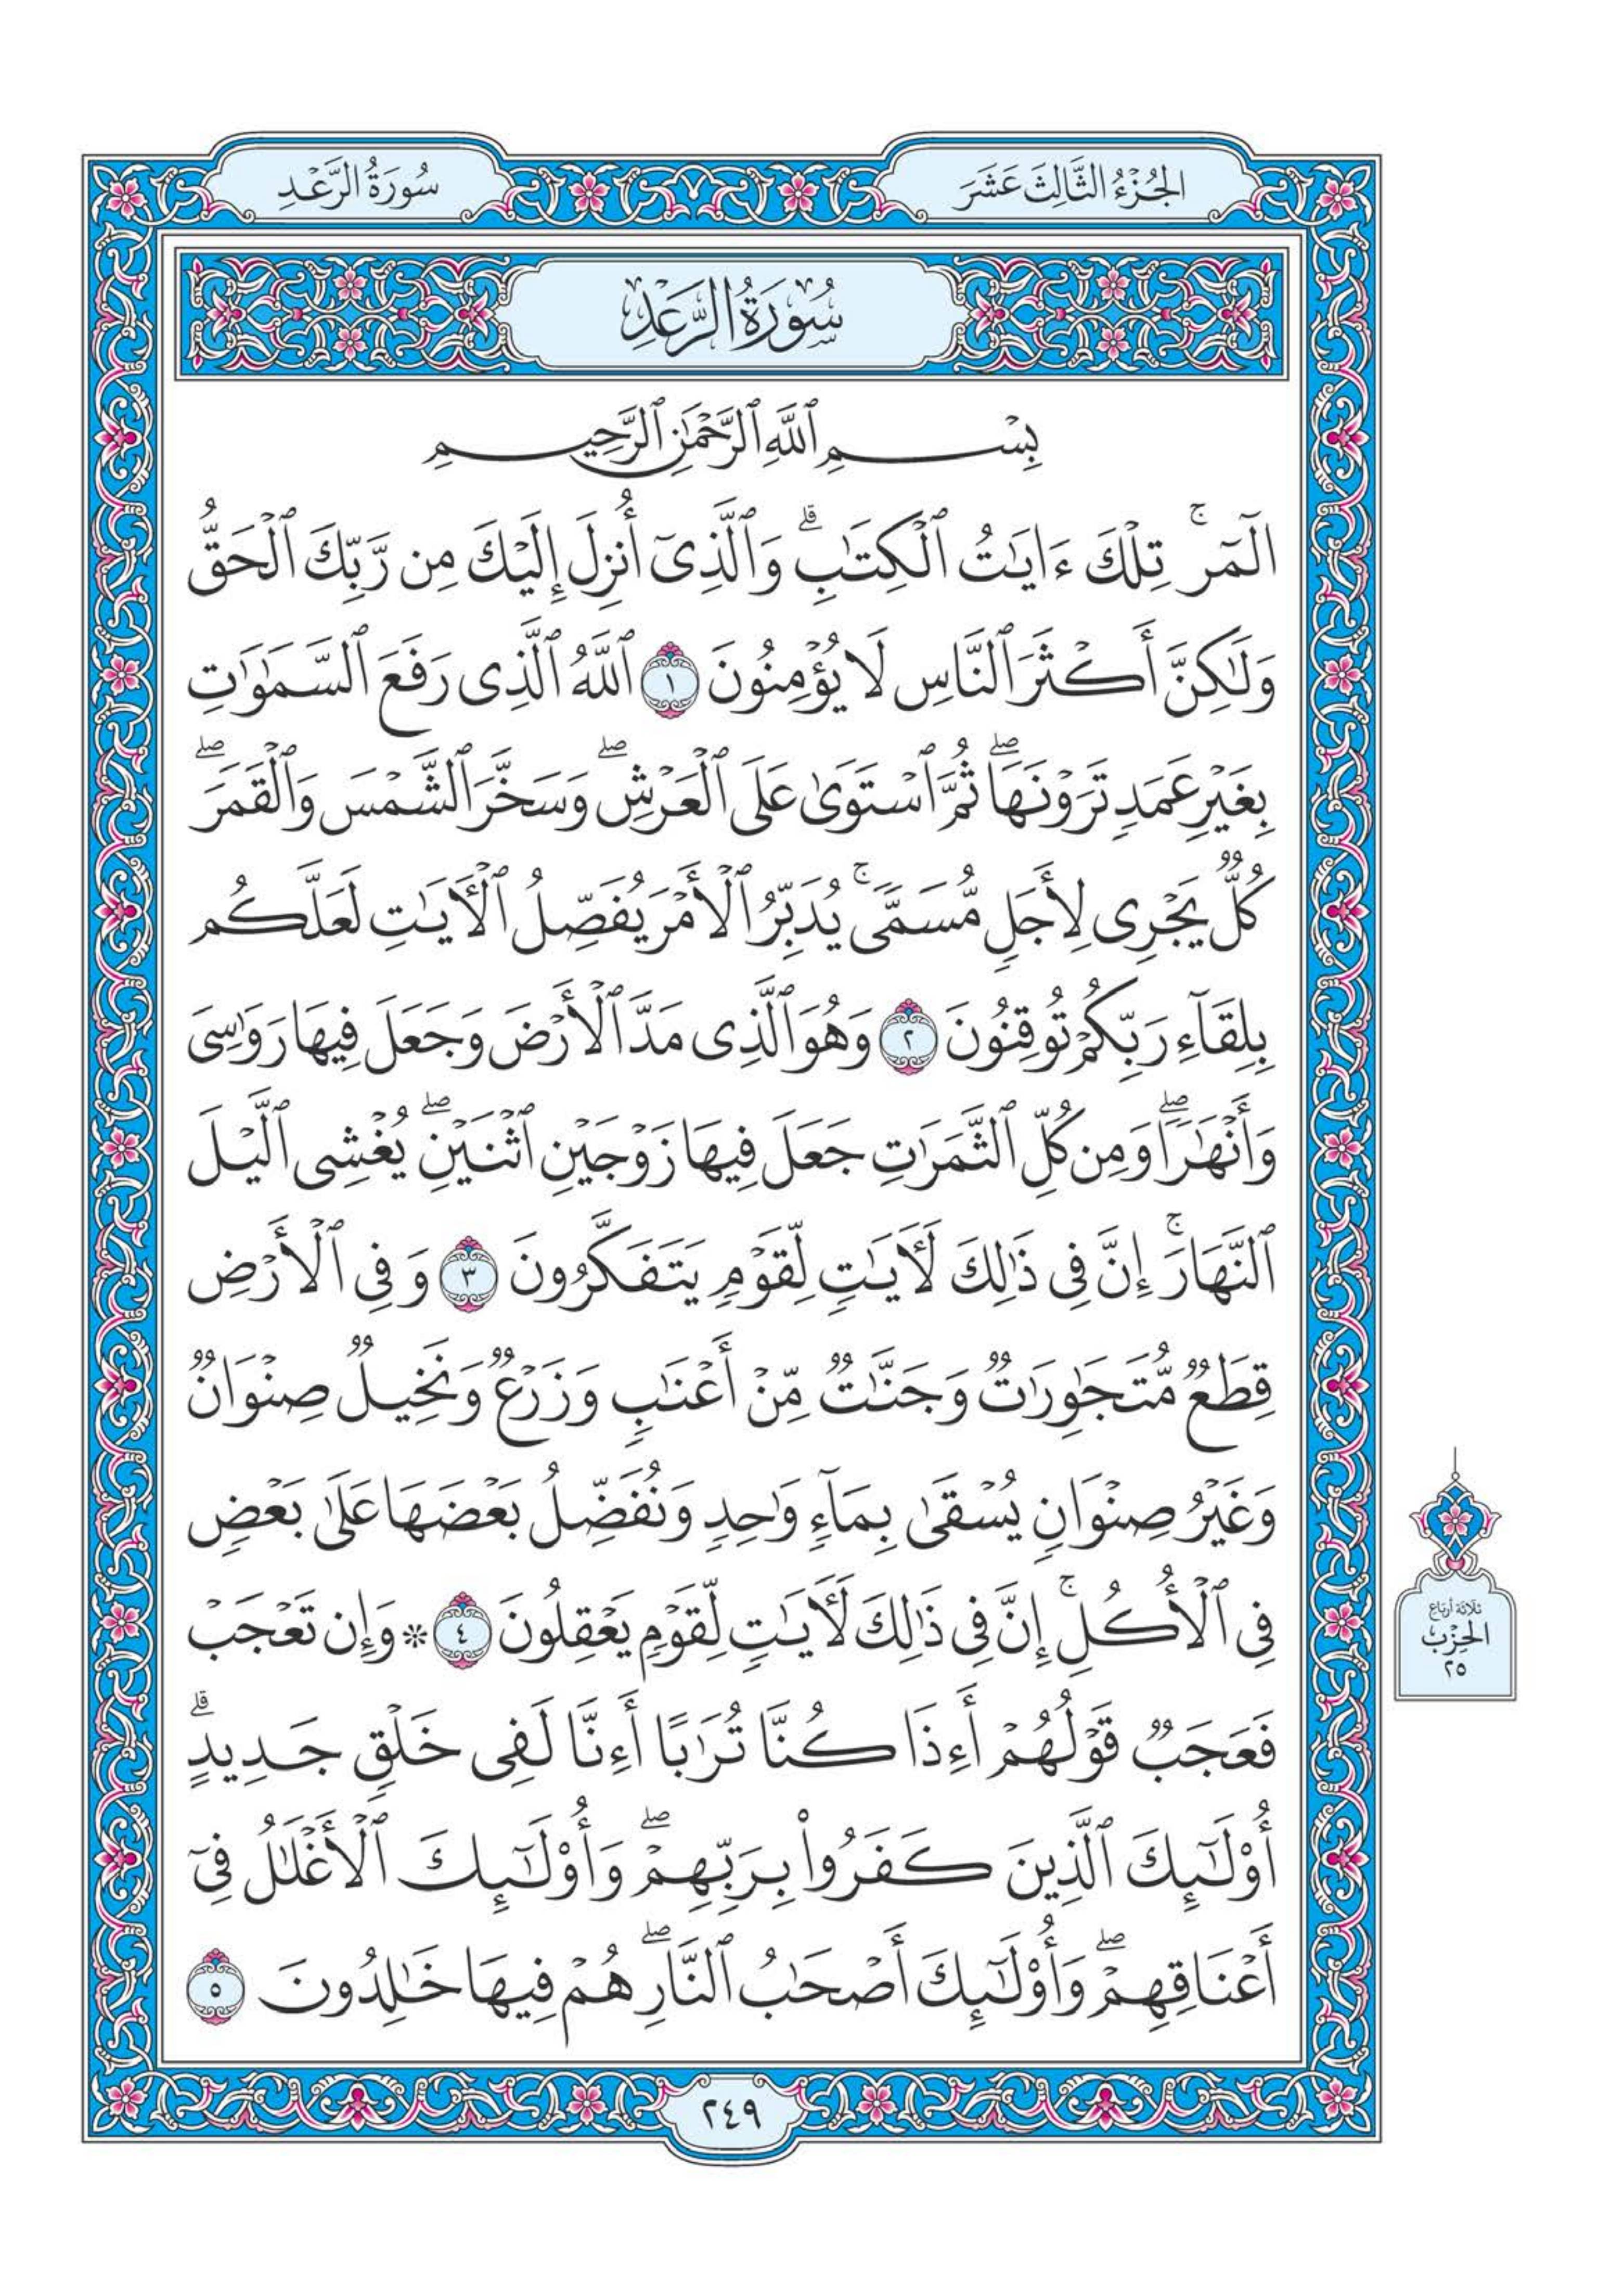 الجُزْءُ الثَّالِثَ عَشَرَ
سُورَةُ الرَّعْدِ
سُورَةُ الرَّعْدِ
بِسْمِ ٱللَّهِ ٱلرَّحْمَٰنِ ٱلرَّحِيمِ
الٓمٓرۚ تِلْكَ ءَايَٰتُ ٱلْكِتَٰبِۗ وَٱلَّذِىٓ أُنزِلَ إِلَيْكَ مِن رَّبِّكَ ٱلْحَقُّ
وَلَٰكِنَّ أَكْثَرَ ٱلنَّاسِ لَا يُؤْمِنُونَ ١ ٱللَّهُ ٱلَّذِى رَفَعَ ٱلسَّمَٰوَٰتِ
بِغَيْرِ عَمَدٍ تَرَوْنَهَاۖ ثُمَّ ٱسْتَوَىٰ عَلَى ٱلْعَرْشِۖ وَسَخَّرَ ٱلشَّمْسَ وَٱلْقَمَرَۖ
كُلٌّ يَجْرِى لِأَجَلٍ مُّسَمًّىۚ يُدَبِّرُ ٱلْأَمْرَ يُفَصِّلُ ٱلْءَايَٰتِ لَعَلَّكُم
بِلِقَآءِ رَبِّكُمْ تُوقِنُونَ ٢ وَهُوَ ٱلَّذِى مَدَّ ٱلْأَرْضَ وَجَعَلَ فِيهَا رَوَٰسِىَ
وَأَنْهَٰرًاۖ وَمِن كُلِّ ٱلثَّمَرَٰتِ جَعَلَ فِيهَا زَوْجَيْنِ ٱثْنَيْنِۖ يُغْشِى ٱلَّيْلَ
ٱلنَّهَارَۚ إِنَّ فِى ذَٰلِكَ لَءَايَٰتٍ لِّقَوْمٍ يَتَفَكَّرُونَ ٣ وَفِى ٱلْأَرْضِ
قِطَعٌ مُّتَجَٰوِرَٰتٌ وَجَنَّٰتٌ مِّنْ أَعْنَٰبٍ وَزَرْعٌ وَنَخِيلٌ صِنْوَانٌ
وَغَيْرُ صِنْوَانٍ يُسْقَىٰ بِمَآءٍ وَٰحِدٍ وَنُفَضِّلُ بَعْضَهَا عَلَىٰ بَعْضٍ
فِى ٱلْأُكُلِۚ إِنَّ فِى ذَٰلِكَ لَءَايَٰتٍ لِّقَوْمٍ يَعْقِلُونَ ٤ * وَإِن تَعْجَبْ
فَعَجَبٌ قَوْلُهُمْ أَءِذَا كُنَّا تُرَٰبًا أَءِنَّا لَفِى خَلْقٍ جَدِيدٍۗ
أُو۟لَٰٓئِكَ ٱلَّذِينَ كَفَرُوا۟ بِرَبِّهِمْۖ وَأُو۟لَٰٓئِكَ ٱلْأَغْلَٰلُ فِىٓ
أَعْنَاقِهِمْۖ وَأُو۟لَٰٓئِكَ أَصْحَٰبُ ٱلنَّارِۖ هُمْ فِيهَا خَٰلِدُونَ ٥
ثلاثة أرباع
الحِزْب
٢٥
٢٤٩